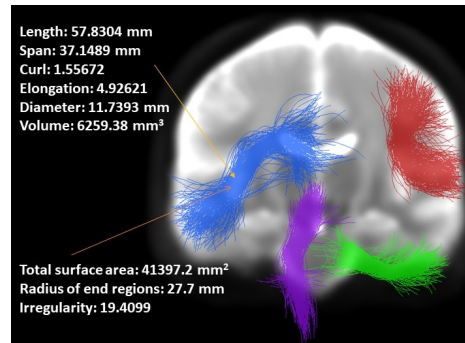 Length: 57.8304 mm
Span: 37.1489 mm
Curl: 1.55672
Elongation: 4.92621
Diameter: 11.7393 mm
Volume: 6259.38 mm³
Total surface area: 41397.2 mm²
Radius of end regions: 27.7 mm
Irregularity: 19.4099